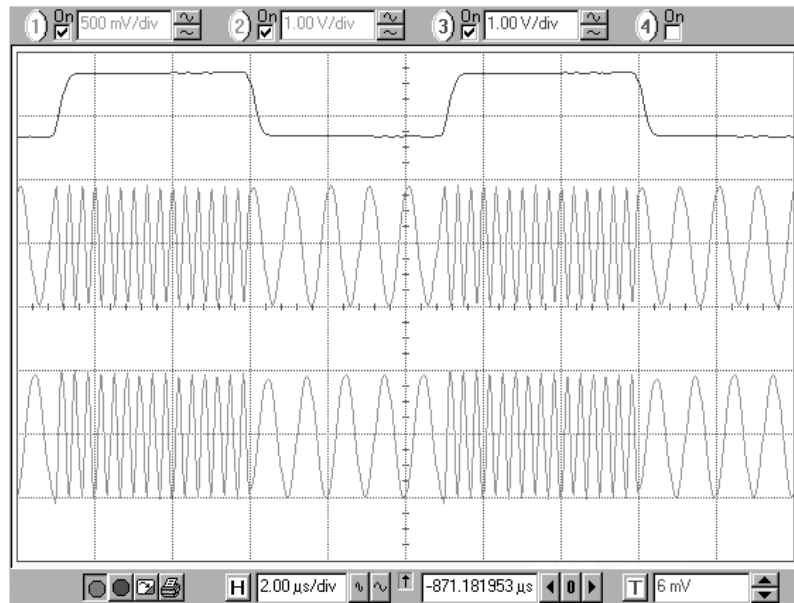 1 On 500 mV/div 2 On 1.00 V/div 3 On 1.00 V/div 4 On
H 2.00 µs/div -871.181953 µs 0 T 6 mV